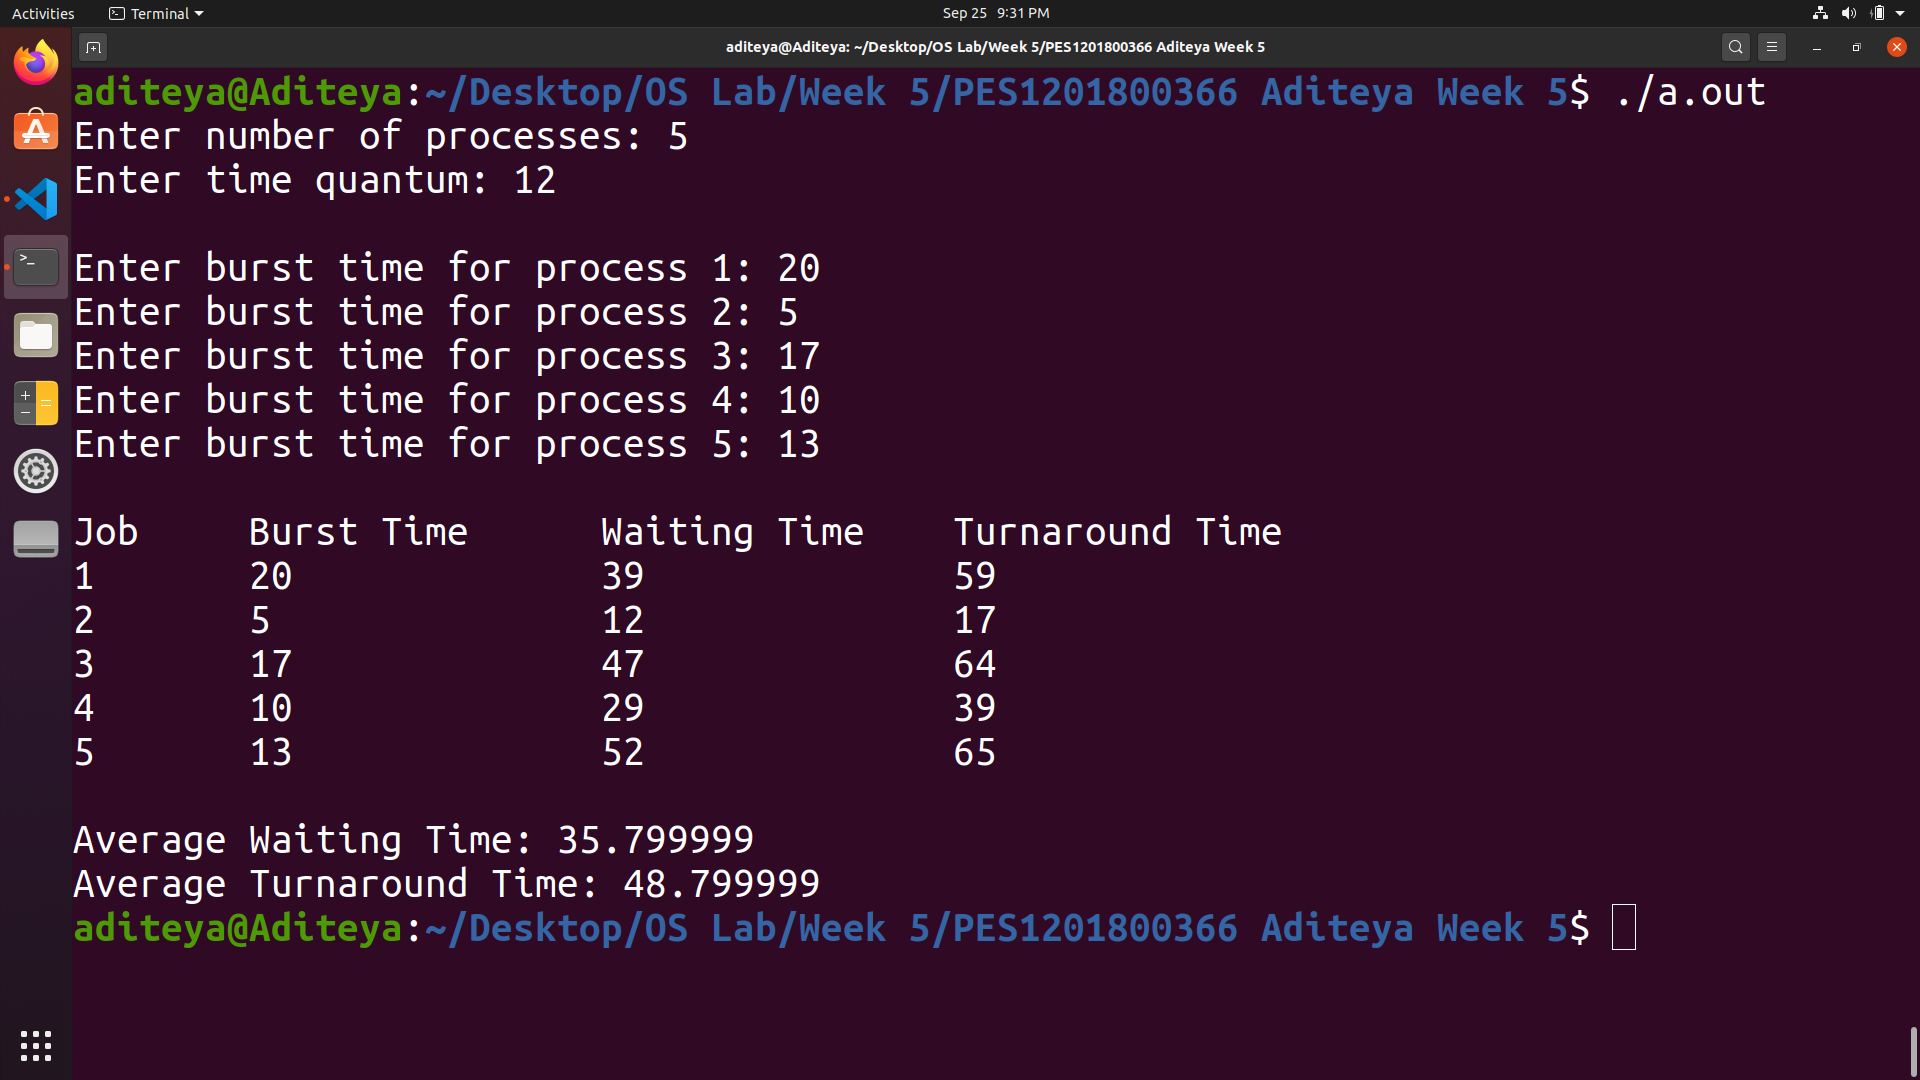 Activities Terminal Sep 25 9:31 PM
aditeya@Aditeya: ~/Desktop/OS Lab/Week 5/PES1201800366 Aditeya Week 5
aditeya@Aditeya:~/Desktop/OS Lab/Week 5/PES1201800366 Aditeya Week 5$ ./a.out
Enter number of processes: 5
Enter time quantum: 12
Enter burst time for process 1: 20
Enter burst time for process 2: 5
Enter burst time for process 3: 17
Enter burst time for process 4: 10
Enter burst time for process 5: 13
Job Burst Time Waiting Time Turnaround Time
1 20 39 59
2 5 12 17
3 17 47 64
4 10 29 39
5 13 52 65
Average Waiting Time: 35.799999
Average Turnaround Time: 48.799999
aditeya@Aditeya:~/Desktop/OS Lab/Week 5/PES1201800366 Aditeya Week 5$